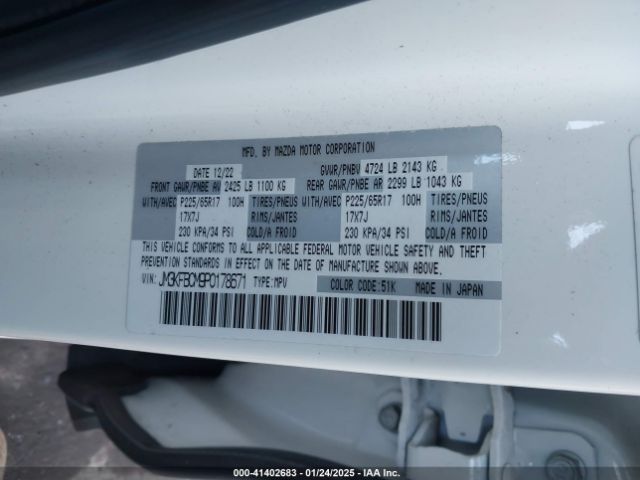 MFD. BY MAZDA MOTOR CORPORATION
DATE 12/22 GVWR/PNBV 4724 LB 2143 KG
FRONT GAWR/PNBE AV 2425 LB 1100 KG REAR GAWR/PNBE AR 2299 LB 1043 KG
WITH/AVEC P225/65R17 100H TIRES/PNEUS WITH/AVEC P225/65R17 100H TIRES/PNEUS
17X7J RIMS/JANTES 17X7J RIMS/JANTES
230 KPA/34 PSI COLD/A FROID 230 KPA/34 PSI COLD/A FROID
THIS VEHICLE CONFORMS TO ALL APPLICABLE FEDERAL MOTOR VEHICLE SAFETY AND THEFT
PREVENTION STANDARDS IN EFFECT ON THE DATE OF MANUFACTURE SHOWN ABOVE.
VIN: JM3KFBCM9P0178571 TYPE:MPV COLOR CODE:51K MADE IN JAPAN
000-41402683 - 01/24/2025 - IAA Inc.